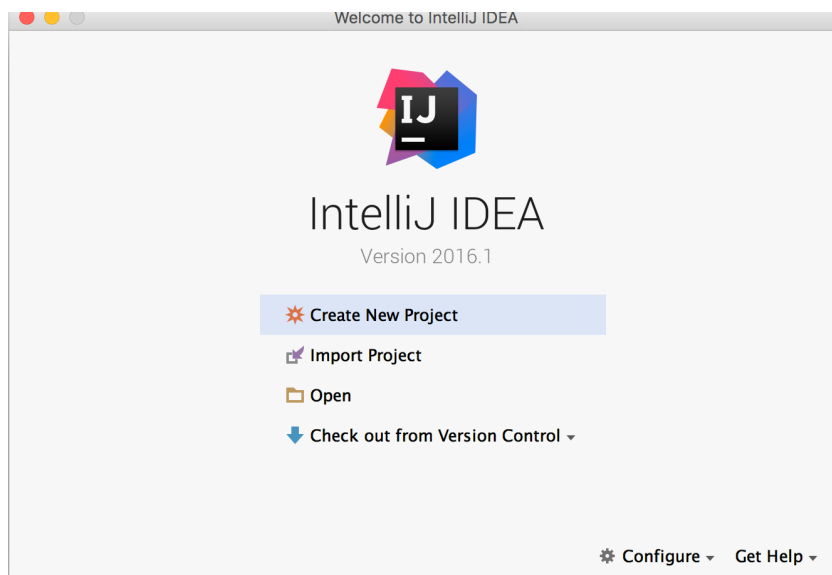 Welcome to IntelliJ IDEA
IJ
IntelliJ IDEA
Version 2016.1
Create New Project
Import Project
Open
Check out from Version Control
Configure Get Help